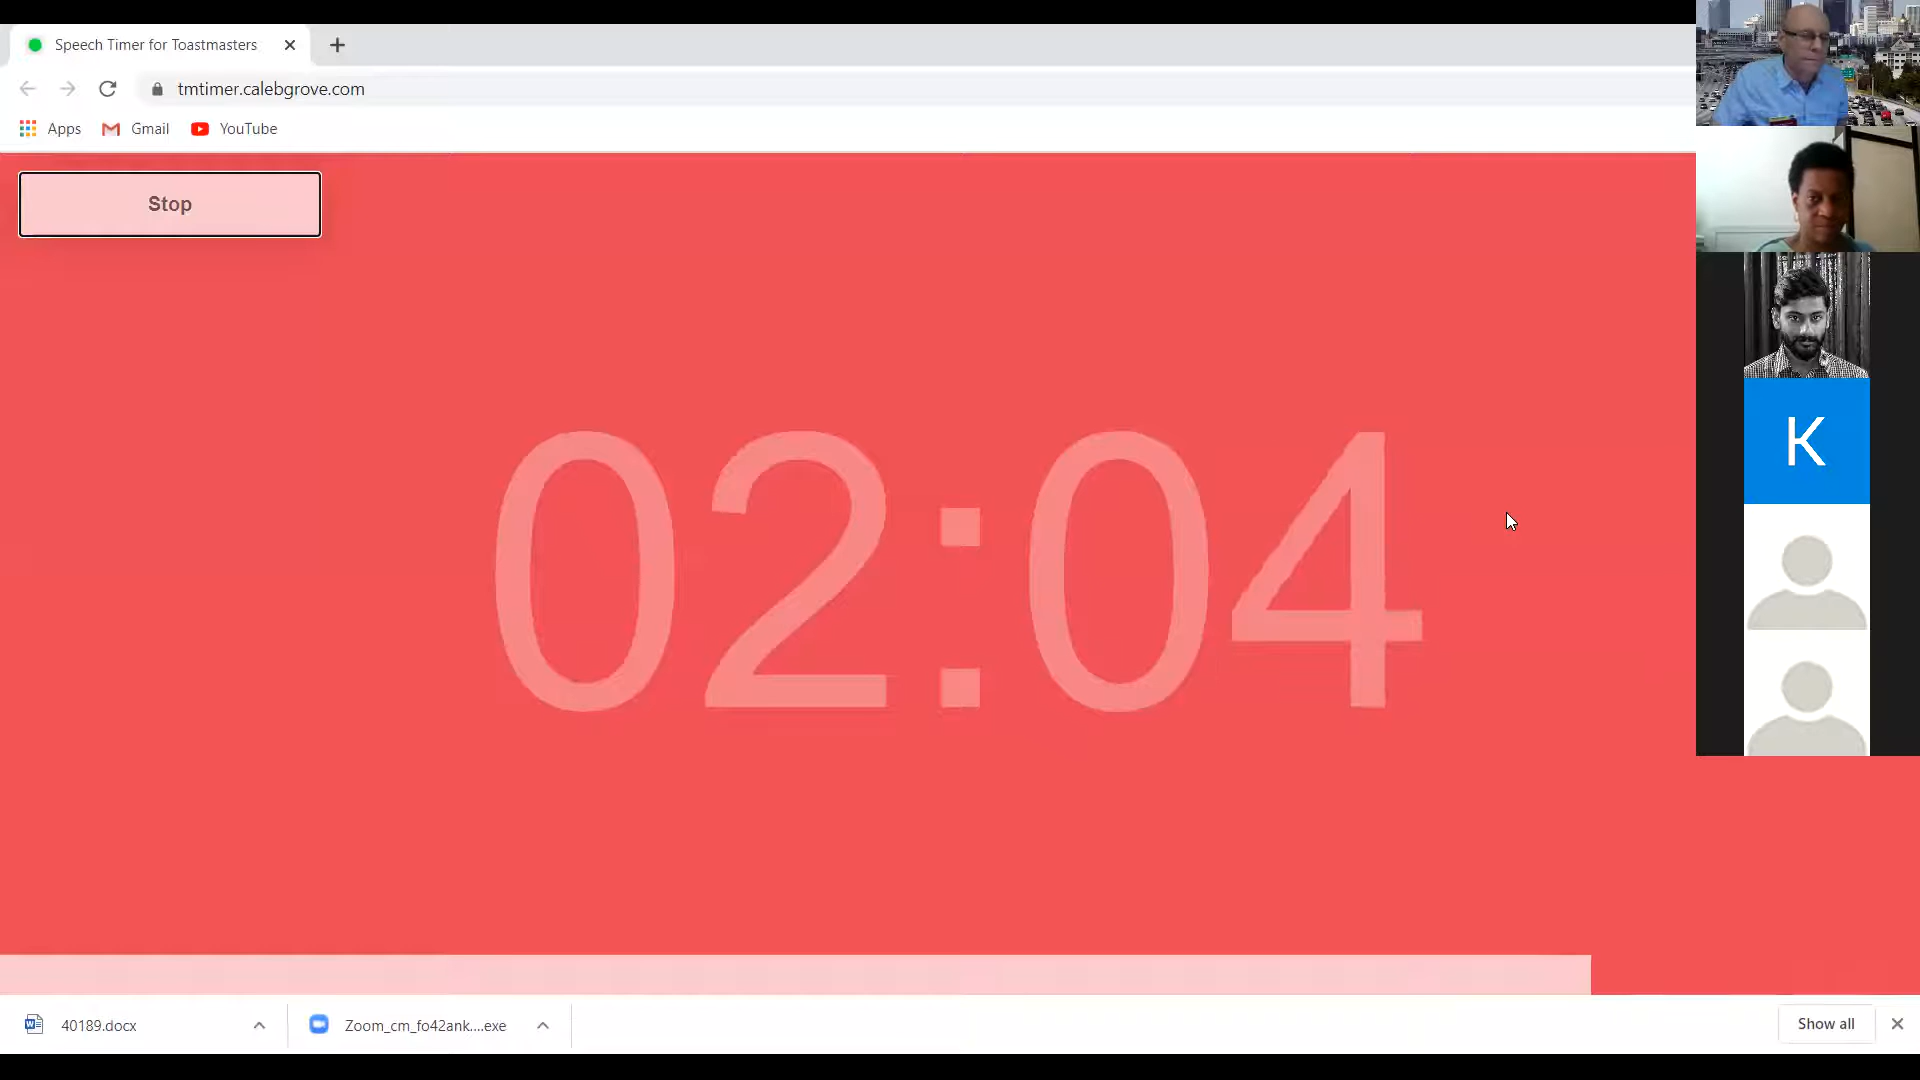 Speech Timer for Toastmasters
tmtimer.calebgrove.com
Apps Gmail YouTube
Stop
02:04
K
40189.docx Zoom_cm_fo42ank....exe Show all